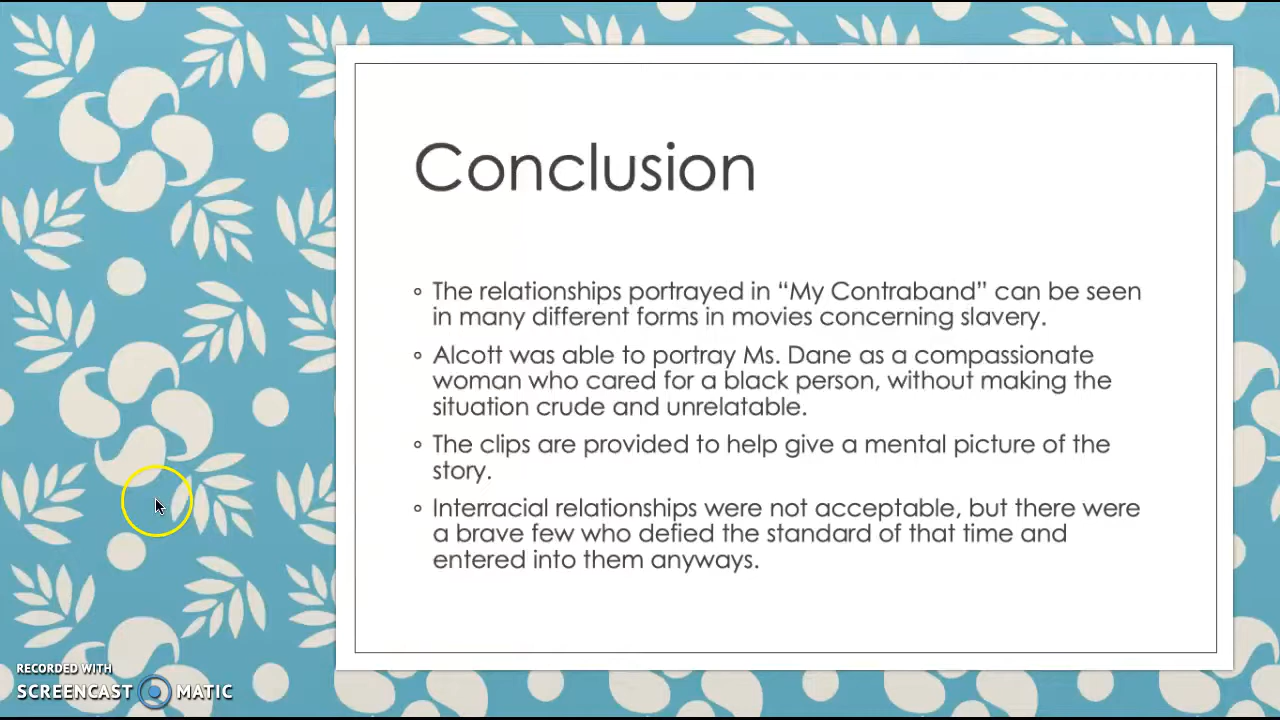 Conclusion
◦ The relationships portrayed in “My Contraband” can be seen
in many different forms in movies concerning slavery.
◦ Alcott was able to portray Ms. Dane as a compassionate
woman who cared for a black person, without making the
situation crude and unrelatable.
◦ The clips are provided to help give a mental picture of the
story.
◦ Interracial relationships were not acceptable, but there were
a brave few who defied the standard of that time and
entered into them anyways.
RECORDED WITH
SCREENCAST MATIC